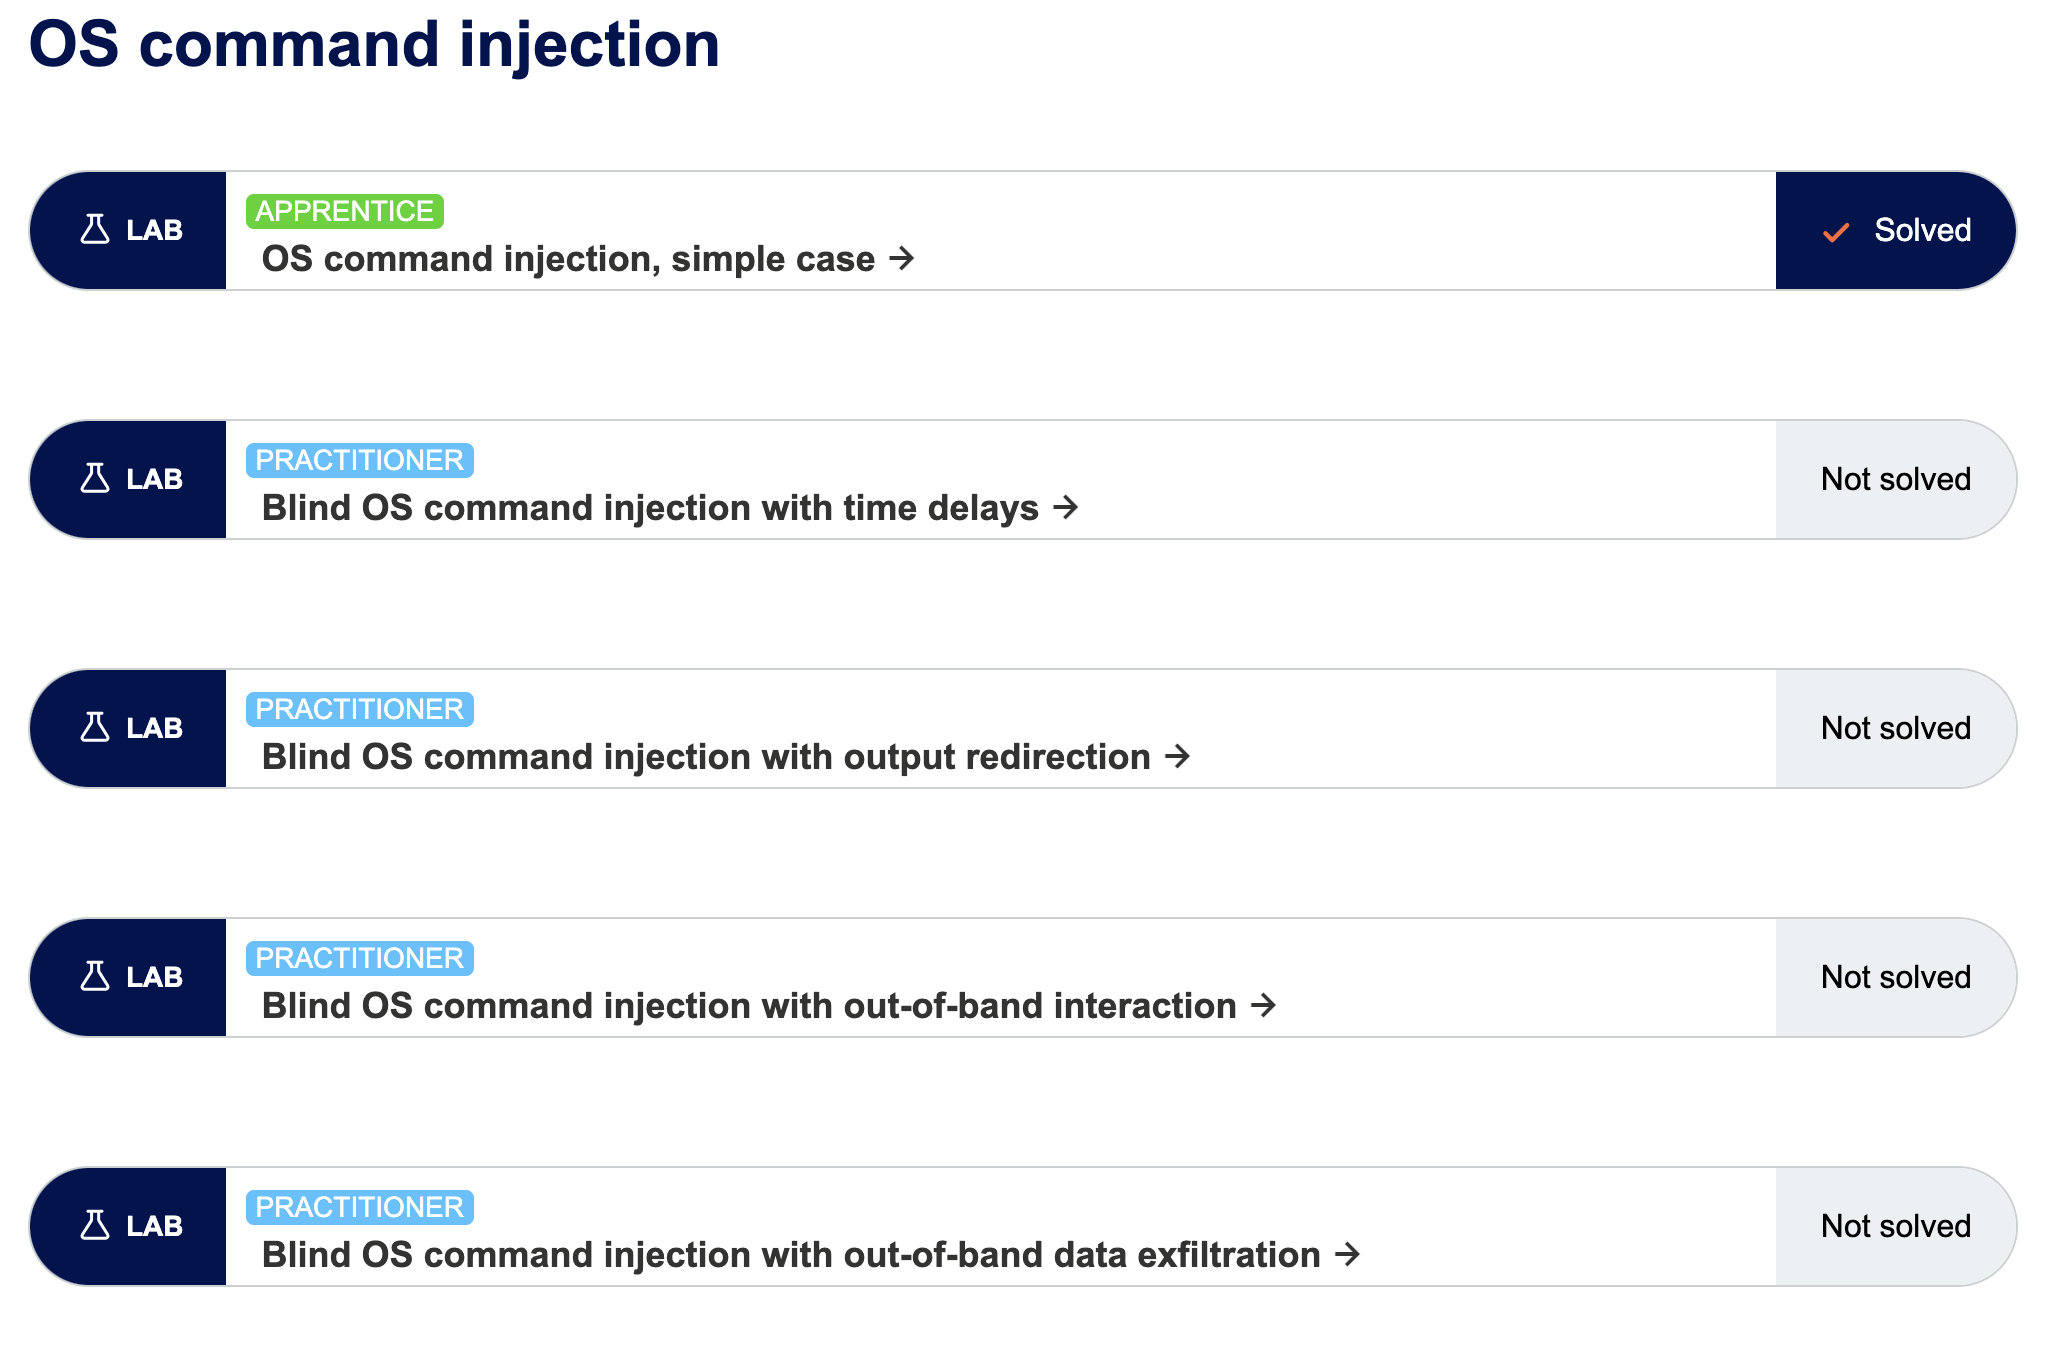 OS command injection
LAB
APPRENTICE
OS command injection, simple case →
Solved
LAB
PRACTITIONER
Blind OS command injection with time delays →
Not solved
LAB
PRACTITIONER
Blind OS command injection with output redirection →
Not solved
LAB
PRACTITIONER
Blind OS command injection with out-of-band interaction →
Not solved
LAB
PRACTITIONER
Blind OS command injection with out-of-band data exfiltration →
Not solved